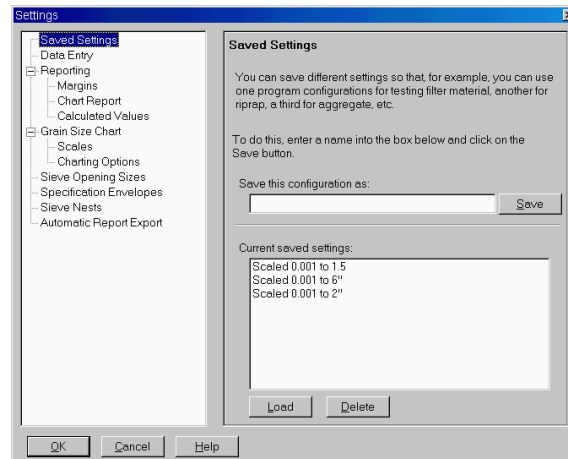 Settings
Saved Settings
Data Entry
Reporting
Margins
Chart Report
Calculated Values
Grain Size Chart
Scales
Charting Options
Sieve Opening Sizes
Specification Envelopes
Sieve Nests
Automatic Report Export
Saved Settings
You can save different settings so that, for example, you can use
one program configurations for testing filter material, another for
riprap, a third for aggregate, etc.
To do this, enter a name into the box below and click on the
Save button.
Save this configuration as:
Save
Current saved settings:
Scaled 0.001 to 1.5
Scaled 0.001 to 6"
Scaled 0.001 to 2"
Load
Delete
OK
Cancel
Help